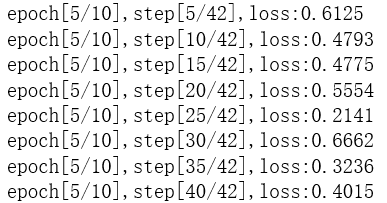 epoch[5/10],step[5/42],loss:0.6125
epoch[5/10],step[10/42],loss:0.4793
epoch[5/10],step[15/42],loss:0.4775
epoch[5/10],step[20/42],loss:0.5554
epoch[5/10],step[25/42],loss:0.2141
epoch[5/10],step[30/42],loss:0.6662
epoch[5/10],step[35/42],loss:0.3236
epoch[5/10],step[40/42],loss:0.4015